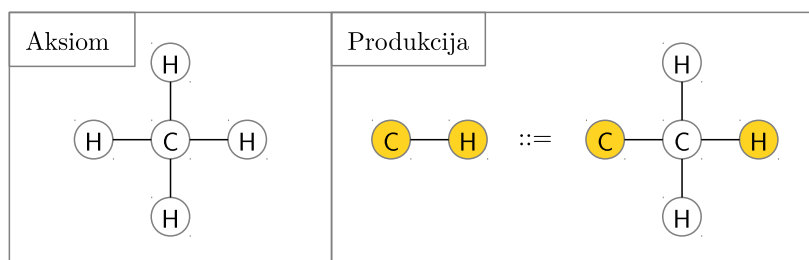 Aksiom
Produkcija
H
H
H C H
C H ::= C C H
H
H